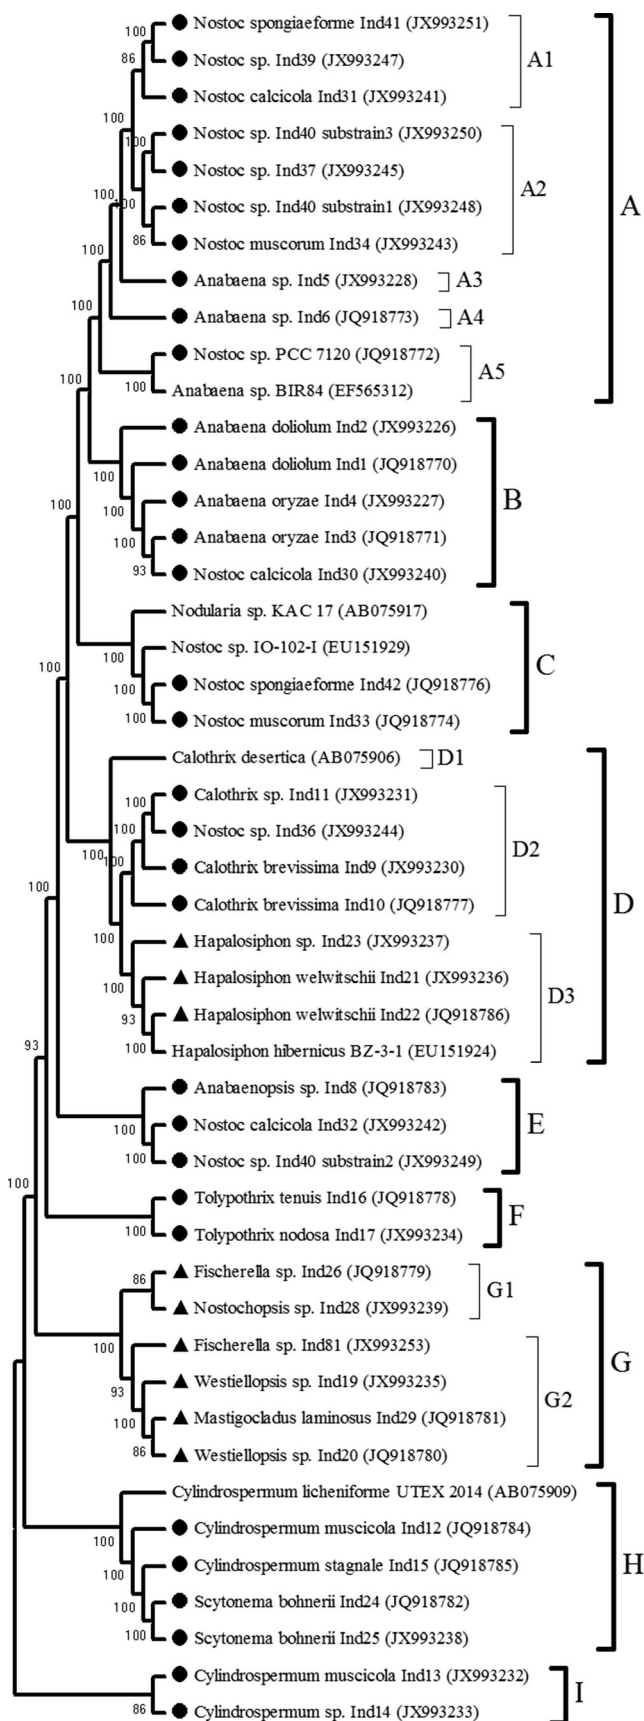 100
Nostoc spongiaeforme Ind41 (JX993251)
86
Nostoc sp. Ind39 (JX993247)
A1
Nostoc calcicola Ind31 (JX993241)
100
100
Nostoc sp. Ind40 substrain3 (JX993250)
Nostoc sp. Ind37 (JX993245)
A2
A
100
100
Nostoc sp. Ind40 substrain1 (JX993248)
86
Nostoc muscorum Ind34 (JX993243)
100
Anabaena sp. Ind5 (JX993228)
A3
100
Anabaena sp. Ind6 (JQ918773)
A4
Nostoc sp. PCC 7120 (JQ918772)
A5
100
100
Anabaena sp. BIR84 (EF565312)
Anabaena doliolum Ind2 (JX993226)
100
Anabaena doliolum Ind1 (JQ918770)
100
Anabaena oryzae Ind4 (JX993227)
B
100
100
Anabaena oryzae Ind3 (JQ918771)
93
Nostoc calcicola Ind30 (JX993240)
Nodularia sp. KAC 17 (AB075917)
100
Nostoc sp. IO-102-I (EU151929)
C
100
100
Nostoc spongiaeforme Ind42 (JQ918776)
100
Nostoc muscorum Ind33 (JQ918774)
Calothrix desertica (AB075906)
D1
100
Calothrix sp. Ind11 (JX993231)
100
Nostoc sp. Ind36 (JX993244)
D2
100
100
Calothrix brevissima Ind9 (JX993230)
100
Calothrix brevissima Ind10 (JQ918777)
D
100
Hapalosiphon sp. Ind23 (JX993237)
100
Hapalosiphon welwitschii Ind21 (JX993236)
D3
93
Hapalosiphon welwitschii Ind22 (JQ918786)
93
100
Hapalosiphon hibernicus BZ-3-1 (EU151924)
Anabaenopsis sp. Ind8 (JQ918783)
100
Nostoc calcicola Ind32 (JX993242)
E
100
Nostoc sp. Ind40 substrain2 (JX993249)
100
Tolypothrix tenuis Ind16 (JQ918778)
F
100
Tolypothrix nodosa Ind17 (JX993234)
86
Fischerella sp. Ind26 (JQ918779)
G1
Nostochopsis sp. Ind28 (JX993239)
100
Fischerella sp. Ind81 (JX993253)
G
93
Westiellopsis sp. Ind19 (JX993235)
G2
100
Mastigocladus laminosus Ind29 (JQ918781)
86
Westiellopsis sp. Ind20 (JQ918780)
Cylindrospermum licheniforme UTEX 2014 (AB075909)
100
Cylindrospermum muscicola Ind12 (JQ918784)
100
Cylindrospermum stagnale Ind15 (JQ918785)
H
100
Scytonema bohnerii Ind24 (JQ918782)
100
Scytonema bohnerii Ind25 (JX993238)
Cylindrospermum muscicola Ind13 (JX993232)
I
86
Cylindrospermum sp. Ind14 (JX993233)